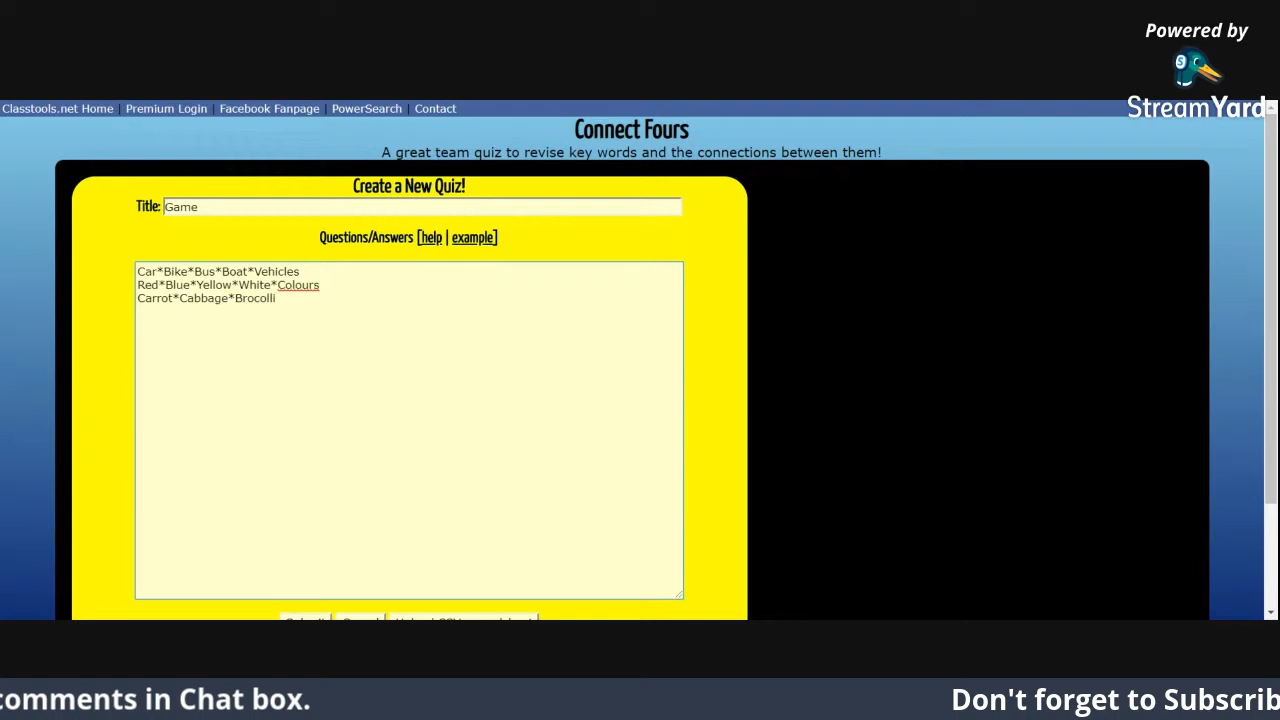 Powered by
StreamYard
Classtools.net Home | Premium Login | Facebook Fanpage | PowerSearch | Contact
Connect Fours
A great team quiz to revise key words and the connections between them!
Create a New Quiz!
Title: Game
Questions/Answers [help | example]
Car*Bike*Bus*Boat*Vehicles
Red*Blue*Yellow*White*Colours
Carrot*Cabbage*Brocolli
comments in Chat box.
Don't forget to Subscrib